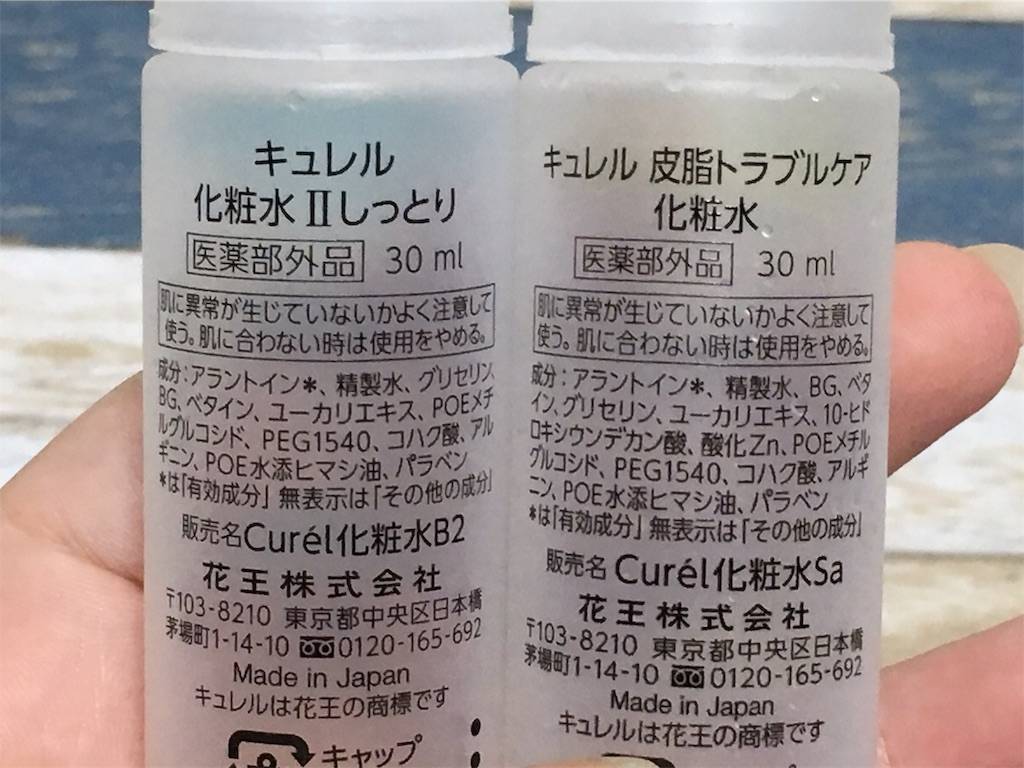 キュレル
化粧水 II しっとり
医薬部外品 30 ml
肌に異常が生じていないかよく注意して
使う。肌に合わない時は使用をやめる。
成分：アラントイン＊、精製水、グリセリン、
BG、ベタイン、ユーカリエキス、POEメチ
ルグルコシド、PEG1540、コハク酸、アル
ギニン、POE水添ヒマシ油、パラベン
＊は「有効成分」 無表示は「その他の成分」
販売名Curél化粧水B2
花王株式会社
〒103-8210 東京都中央区日本橋
茅場町1-14-10 0120-165-692
Made in Japan
キュレルは花王の商標です
キャップ
キュレル 皮脂トラブルケア
化粧水
医薬部外品 30 ml
肌に異常が生じていないかよく注意して
使う。肌に合わない時は使用をやめる。
成分：アラントイン＊、精製水、BG、ベタ
イン、グリセリン、ユーカリエキス、10-ヒド
ロキシウンデカン酸、酸化Zn、POEメチル
グルコシド、PEG1540、コハク酸、アルギ
ニン、POE水添ヒマシ油、パラベン
＊は「有効成分」 無表示は「その他の成分」
販売名 Curél化粧水Sa
花王株式会社
〒103-8210 東京都中央区日本橋
茅場町1-14-10 0120-165-692
Made in Japan
キュレルは花王の商標です